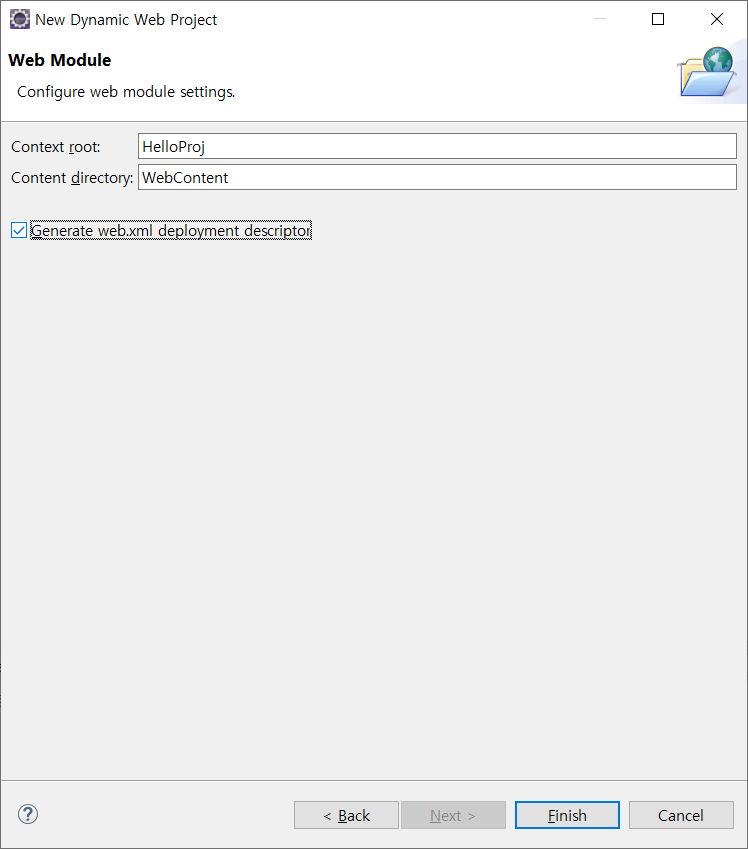 New Dynamic Web Project
Web Module
Configure web module settings.
Context root: HelloProj
Content directory: WebContent
Generate web.xml deployment descriptor
< Back Next > Finish Cancel